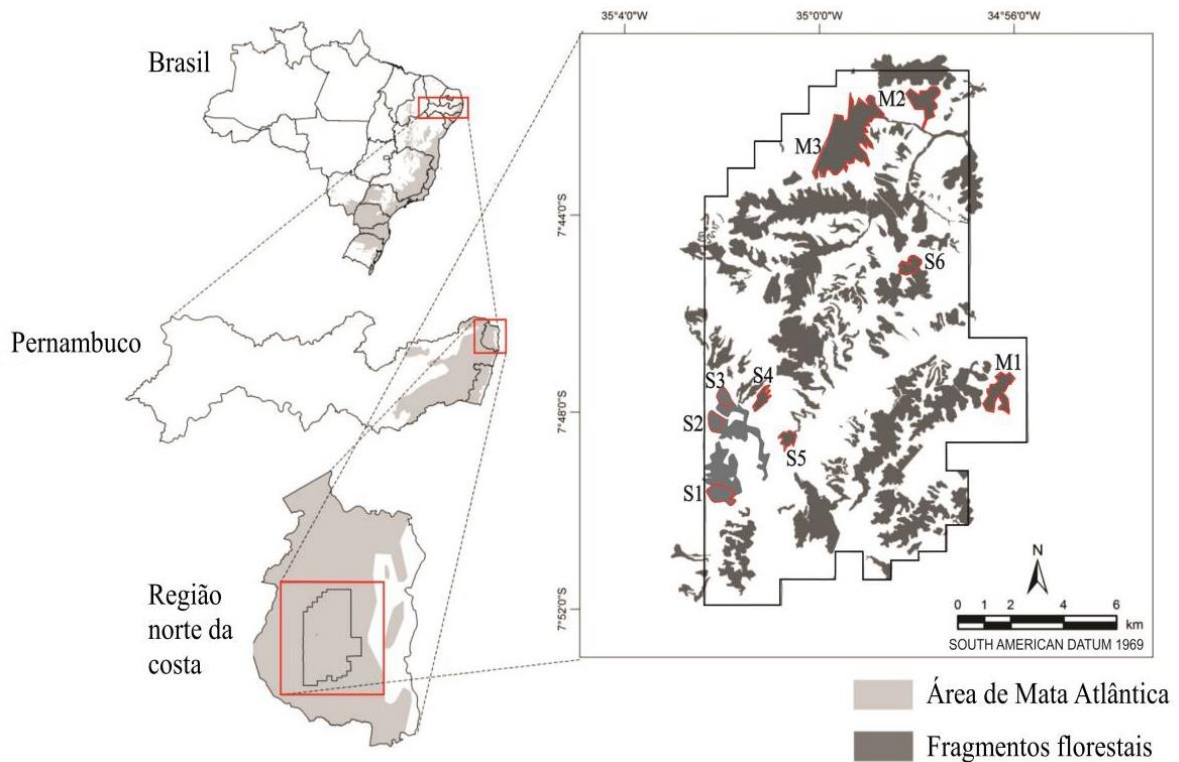 Brasil
Pernambuco
Região
norte da
costa
35°4'0"W
35°0'0"W
34°56'0"W
7°44'0"S
7°48'0"S
7°52'0"S
M2
M3
S6
M1
S3
S4
S2
S5
S1
N
0 1 2 4 6
km
SOUTH AMERICAN DATUM 1969
Área de Mata Atlântica
Fragmentos florestais